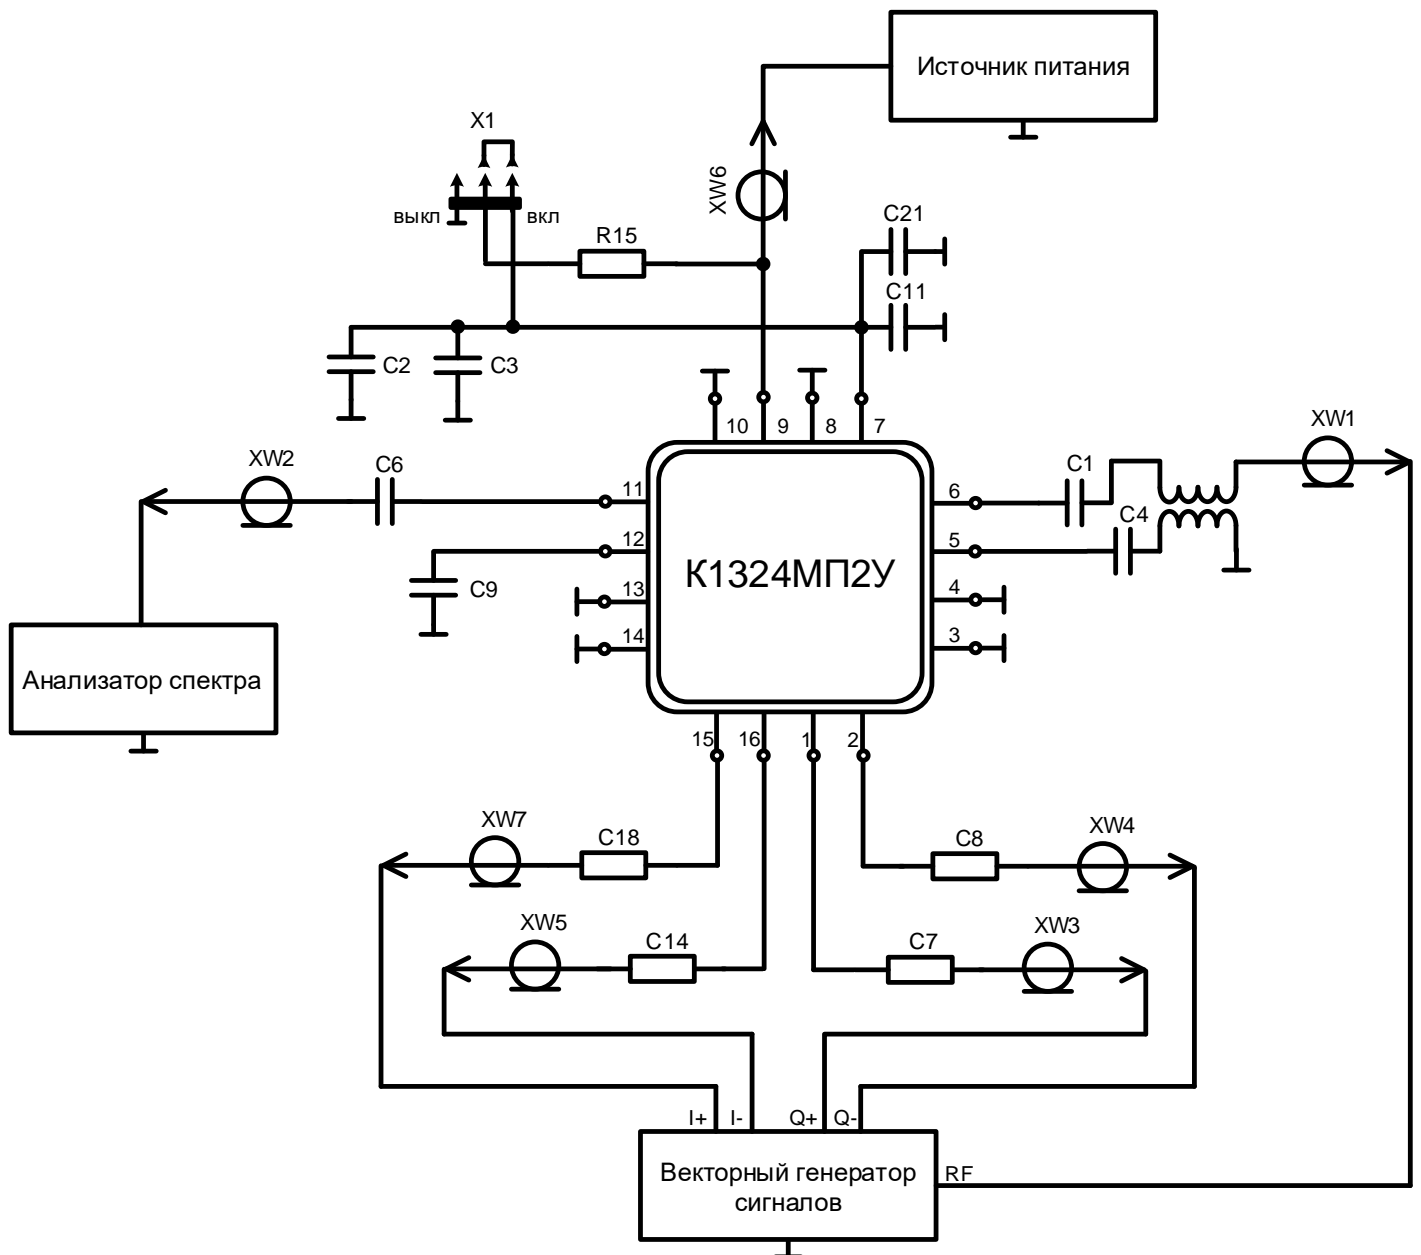 Источник питания
X1
XW6
выкл
вкл
C21
R15
C11
C2
C3
10
9
8
7
XW1
XW2
C6
11
6
C1
C4
12
5
К1324МП2У
C9
13
4
14
3
Анализатор спектра
15
16
1
2
XW7
C18
C8
XW4
XW5
C14
C7
XW3
I+
I-
Q+
Q-
Векторный генератор
сигналов
RF